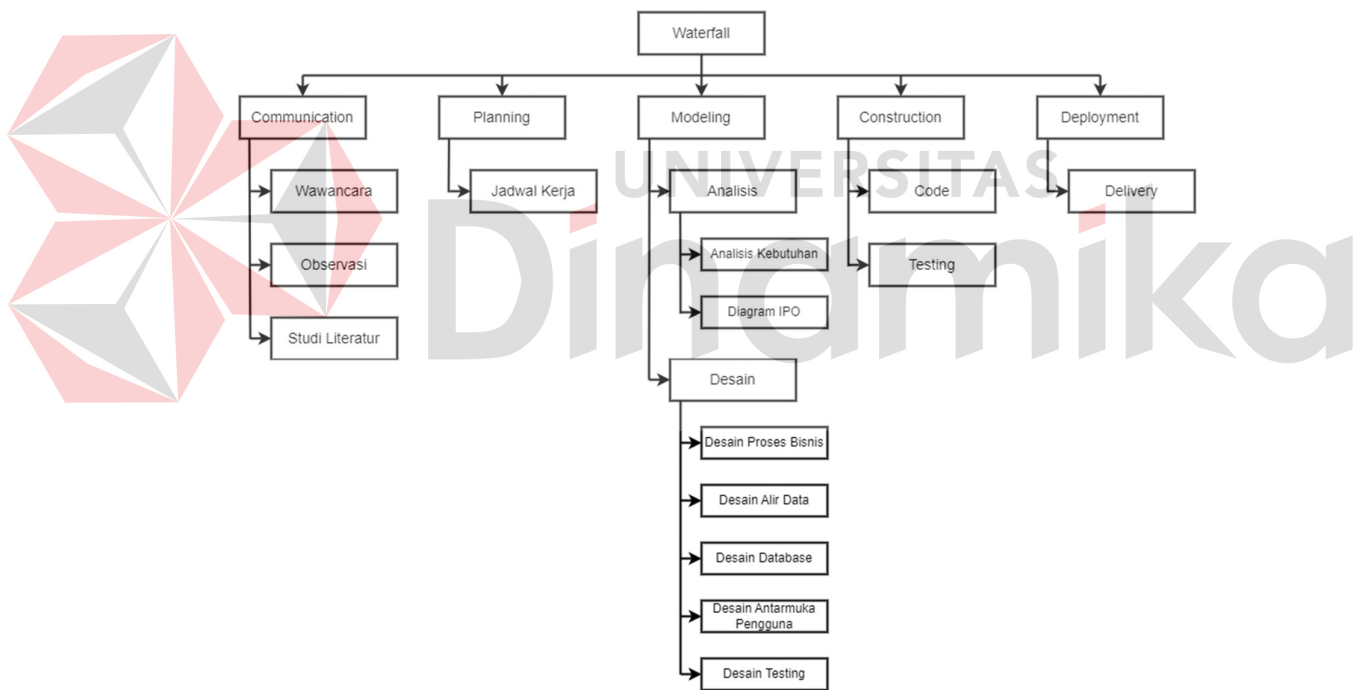 Waterfall
Communication
Planning
Modeling
Construction
Deployment
UNIVERSITAS
Dinamika
Wawancara
Jadwal Kerja
Analisis
Code
Delivery
Observasi
Analisis Kebutuhan
Testing
Studi Literatur
Diagram IPO
Desain
Desain Proses Bisnis
Desain Alir Data
Desain Database
Desain Antarmuka
Pengguna
Desain Testing